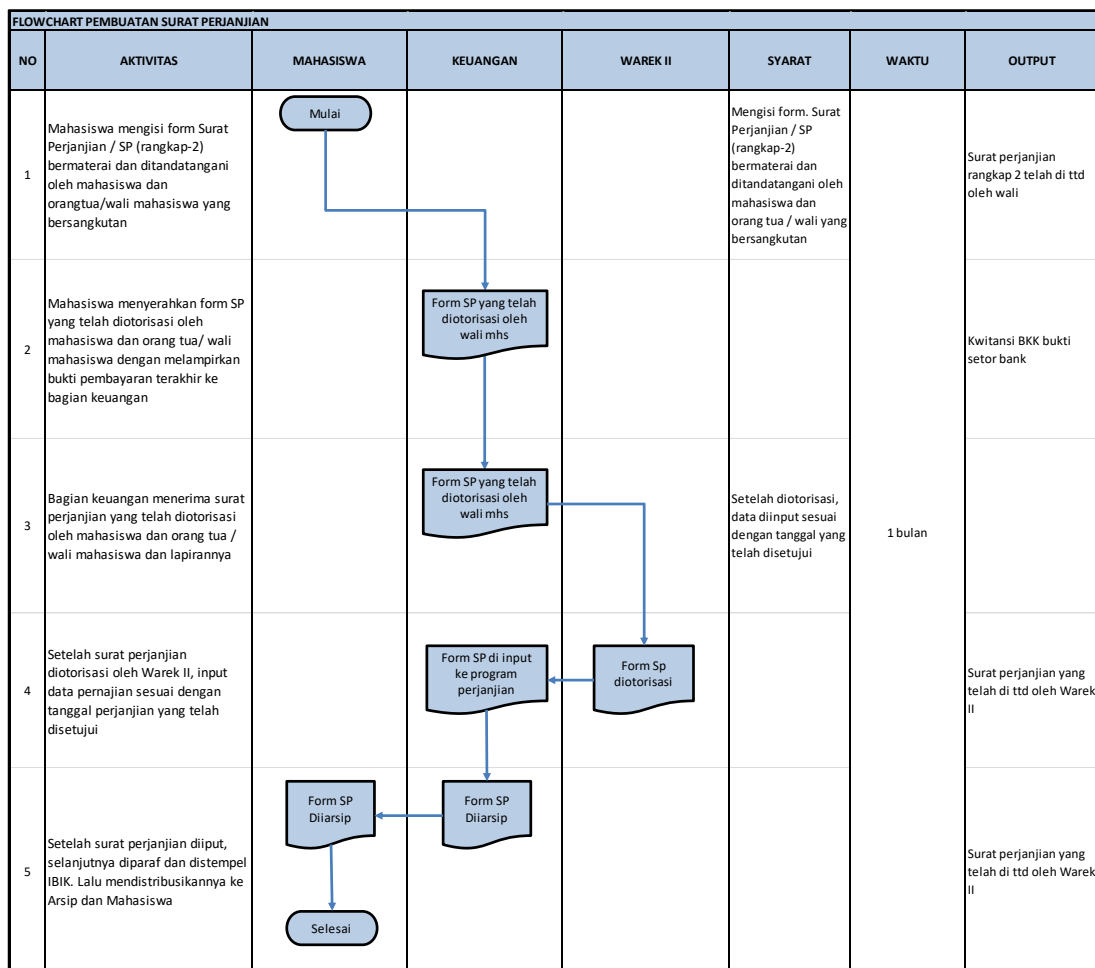 FLOWCHART PEMBUATAN SURAT PERJANJIAN
NO
AKTIVITAS
MAHASISWA
KEUANGAN
WAREK II
SYARAT
WAKTU
OUTPUT
1
Mahasiswa mengisi form Surat
Perjanjian / SP (rangkap-2)
bermaterai dan ditandatangani
oleh mahasiswa dan
orangtua/wali mahasiswa yang
bersangkutan
Mulai
Mengisi form. Surat
Perjanjian / SP
(rangkap-2)
bermaterai dan
ditandatangani oleh
mahasiswa dan
orang tua / wali yang
bersangkutan
Surat perjanjian
rangkap 2 telah di ttd
oleh wali
2
Mahasiswa menyerahkan form SP
yang telah diotorisasi oleh
mahasiswa dan orang tua/ wali
mahasiswa dengan melampirkan
bukti pembayaran terakhir ke
bagian keuangan
Form SP yang telah
diotorisasi oleh
wali mhs
Kwitansi BKK bukti
setor bank
3
Bagian keuangan menerima surat
perjanjian yang telah diotorisasi
oleh mahasiswa dan orang tua /
wali mahasiswa dan lapirannya
Form SP yang telah
diotorisasi oleh
wali mhs
Setelah diotorisasi,
data diinput sesuai
dengan tanggal yang
telah disetujui
1 bulan
4
Setelah surat perjanjian
diotorisasi oleh Warek II, input
data pernajian sesuai dengan
tanggal perjanjian yang telah
disetujui
Form SP di input
ke program
perjanjian
Form Sp
diotorisasi
Surat perjanjian yang
telah di ttd oleh Warek
II
5
Setelah surat perjanjian diiput,
selanjutnya diparaf dan distempel
IBIK. Lalu mendistribusikannya ke
Arsip dan Mahasiswa
Form SP
Diiarsip
Form SP
Diiarsip
Selesai
Surat perjanjian yang
telah di ttd oleh Warek
II